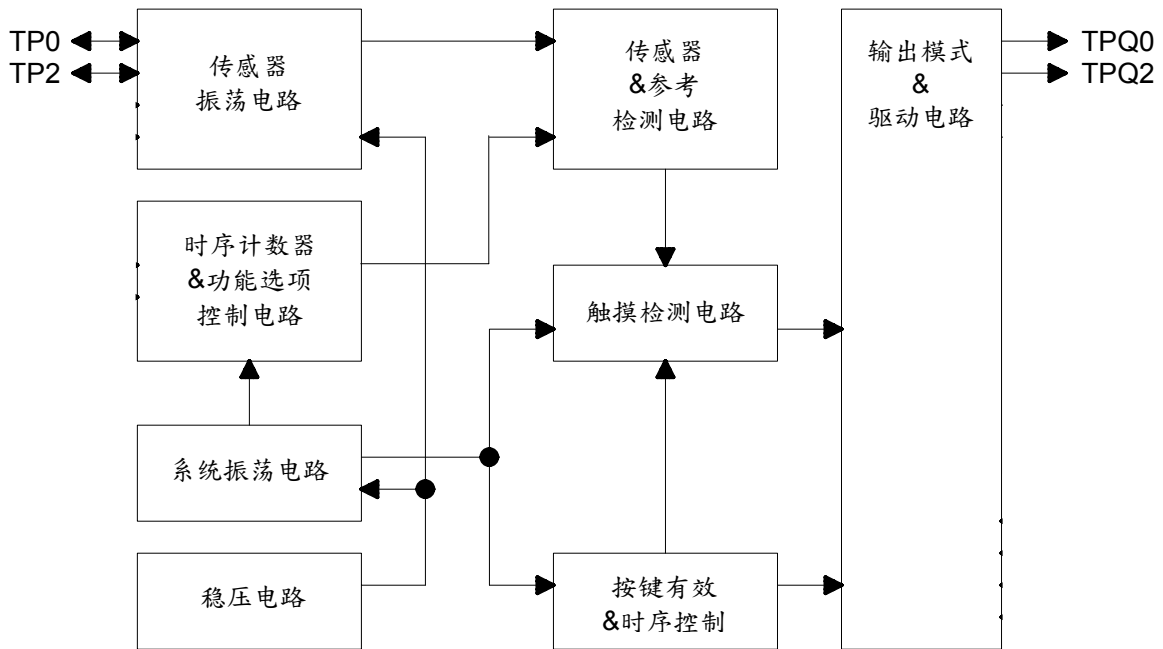 TP0
TP2
传感器
振荡电路
传感器
&参考
检测电路
输出模式
&
驱动电路
TPQ0
TPQ2
时序计数器
&功能选项
控制电路
触摸检测电路
系统振荡电路
稳压电路
按键有效
&时序控制